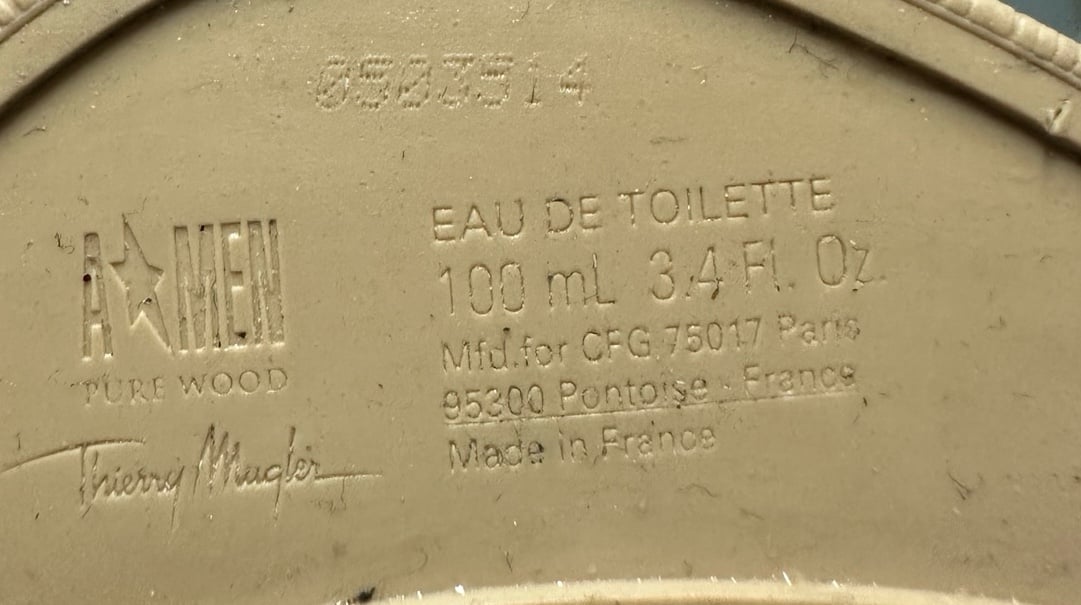 0503514
A★MEN
PURE WOOD
Thierry Mugler
EAU DE TOILETTE
100 mL 3.4 Fl. Oz
Mfd.for CFG.75017 Paris
95300 Pontoise - France
Made in France